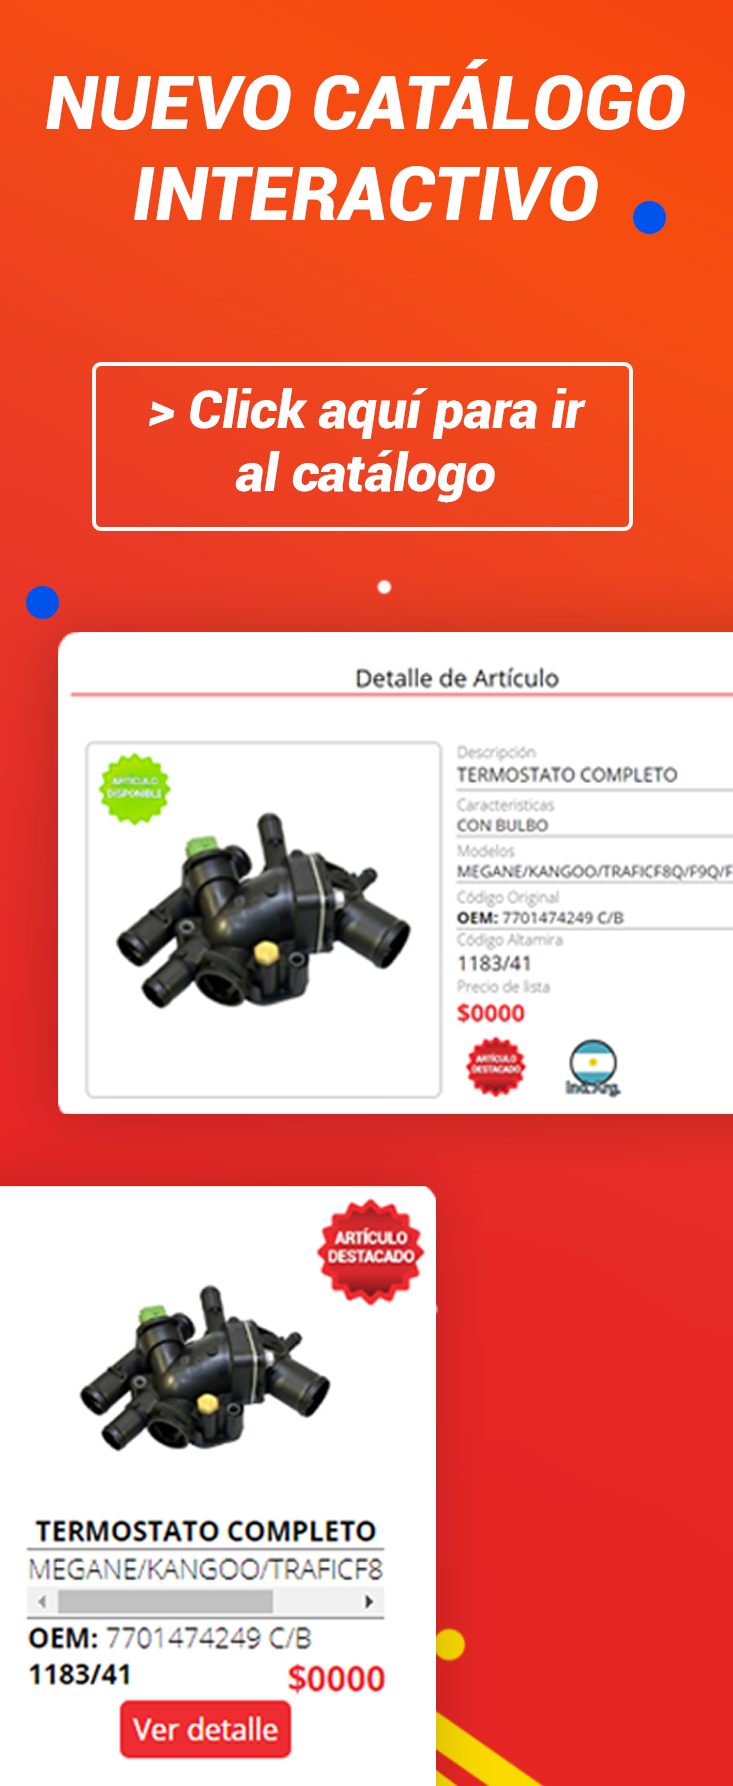 NUEVO CATÁLOGO
INTERACTIVO
> Click aquí para ir
al catálogo
Detalle de Artículo
ARTÍCULO
DISPONIBLE
Descripción
TERMOSTATO COMPLETO
Caracteristicas
CON BULBO
Modelos
MEGANE/KANGOO/TRAFICF8Q/F9Q/F
Código Original
OEM: 7701474249 C/B
Código Altamira
1183/41
Precio de lista
$0000
ARTÍCULO
DESTACADO
Ind. Arg.
ARTÍCULO
DESTACADO
TERMOSTATO COMPLETO
MEGANE/KANGOO/TRAFICF8
OEM: 7701474249 C/B
1183/41 $0000
Ver detalle